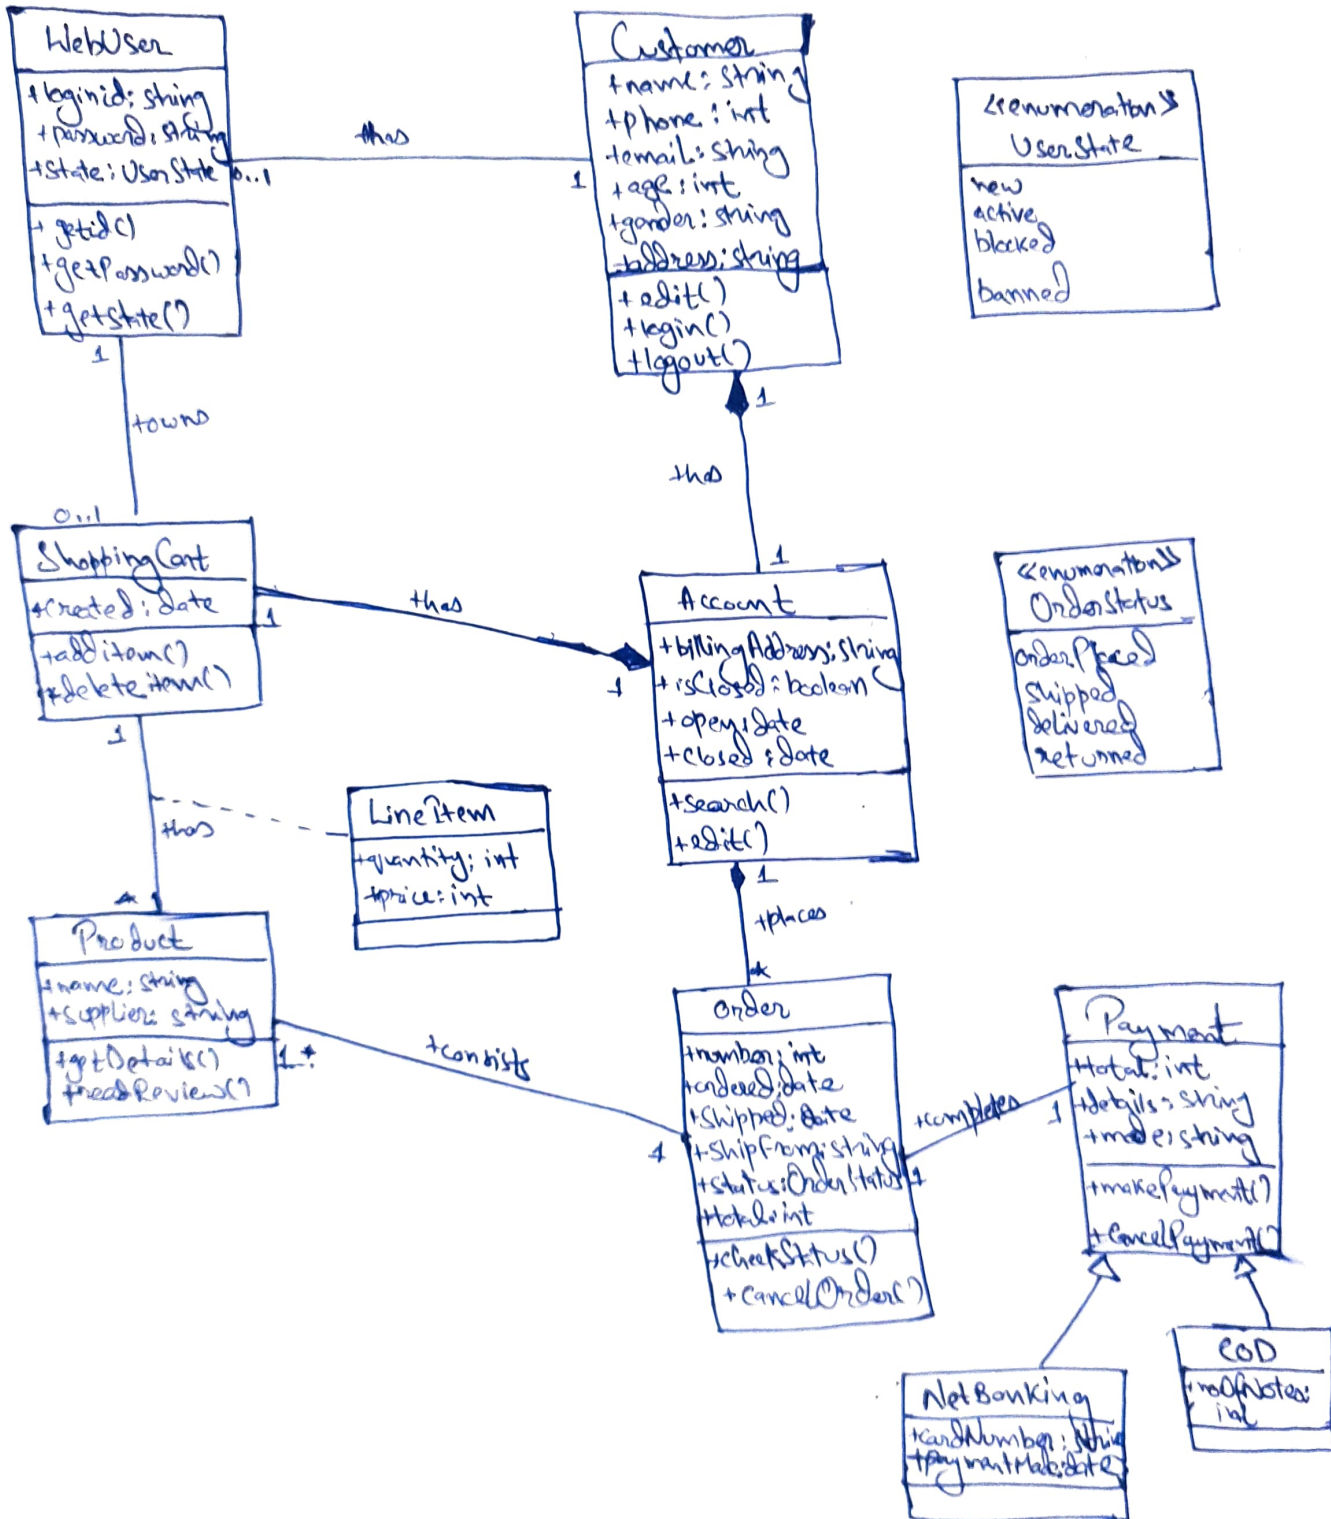 WebUser
+loginid: string
+password: string
+state: UserState
+ getid()
+getPassword()
+getstate()
Customer
+name: string
+phone: int
+email: string
+age: int
+gender: string
+address: string
+edit()
+login()
+logout()
<<enumeration>>
UserState
new
active
blocked
banned
+has
0..1
1
1
+owns
0..1
1
+has
1
ShoppingCart
+created: date
+additem()
+deleteitem()
1
+has
1
Account
+billingAddress: string
+isClosed: boolean
+open: date
+closed: date
+search()
+edit()
<<enumeration>>
OrderStatus
orderPlaced
shipped
delivered
returned
1
+has
*
LineItem
+quantity: int
+price: int
1
+places
*
Product
+name: string
+supplier: string
+getDetails()
+readReview()
1..*
+consists
1
Order
+number: int
+ordered: date
+shipped: date
+shipFrom: string
+status: OrderStatus
+total: int
+checkStatus()
+cancelOrder()
1
+completes
1
Payment
+total: int
+details: string
+mode: string
+makePayment()
+cancelPayment()
NetBanking
+cardNumber: strin
date
COD
+noOfNotes:
int